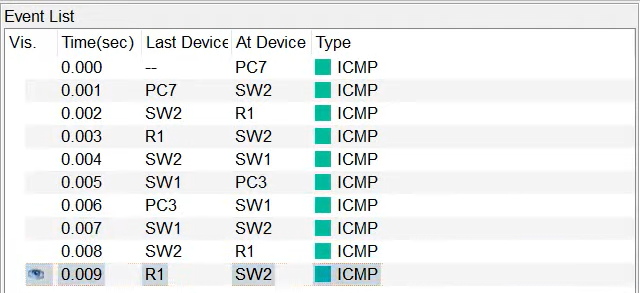 Event List
Vis. Time(sec) Last Device At Device Type
0.000 -- PC7 ICMP
0.001 PC7 SW2 ICMP
0.002 SW2 R1 ICMP
0.003 R1 SW2 ICMP
0.004 SW2 SW1 ICMP
0.005 SW1 PC3 ICMP
0.006 PC3 SW1 ICMP
0.007 SW1 SW2 ICMP
0.008 SW2 R1 ICMP
0.009 R1 SW2 ICMP